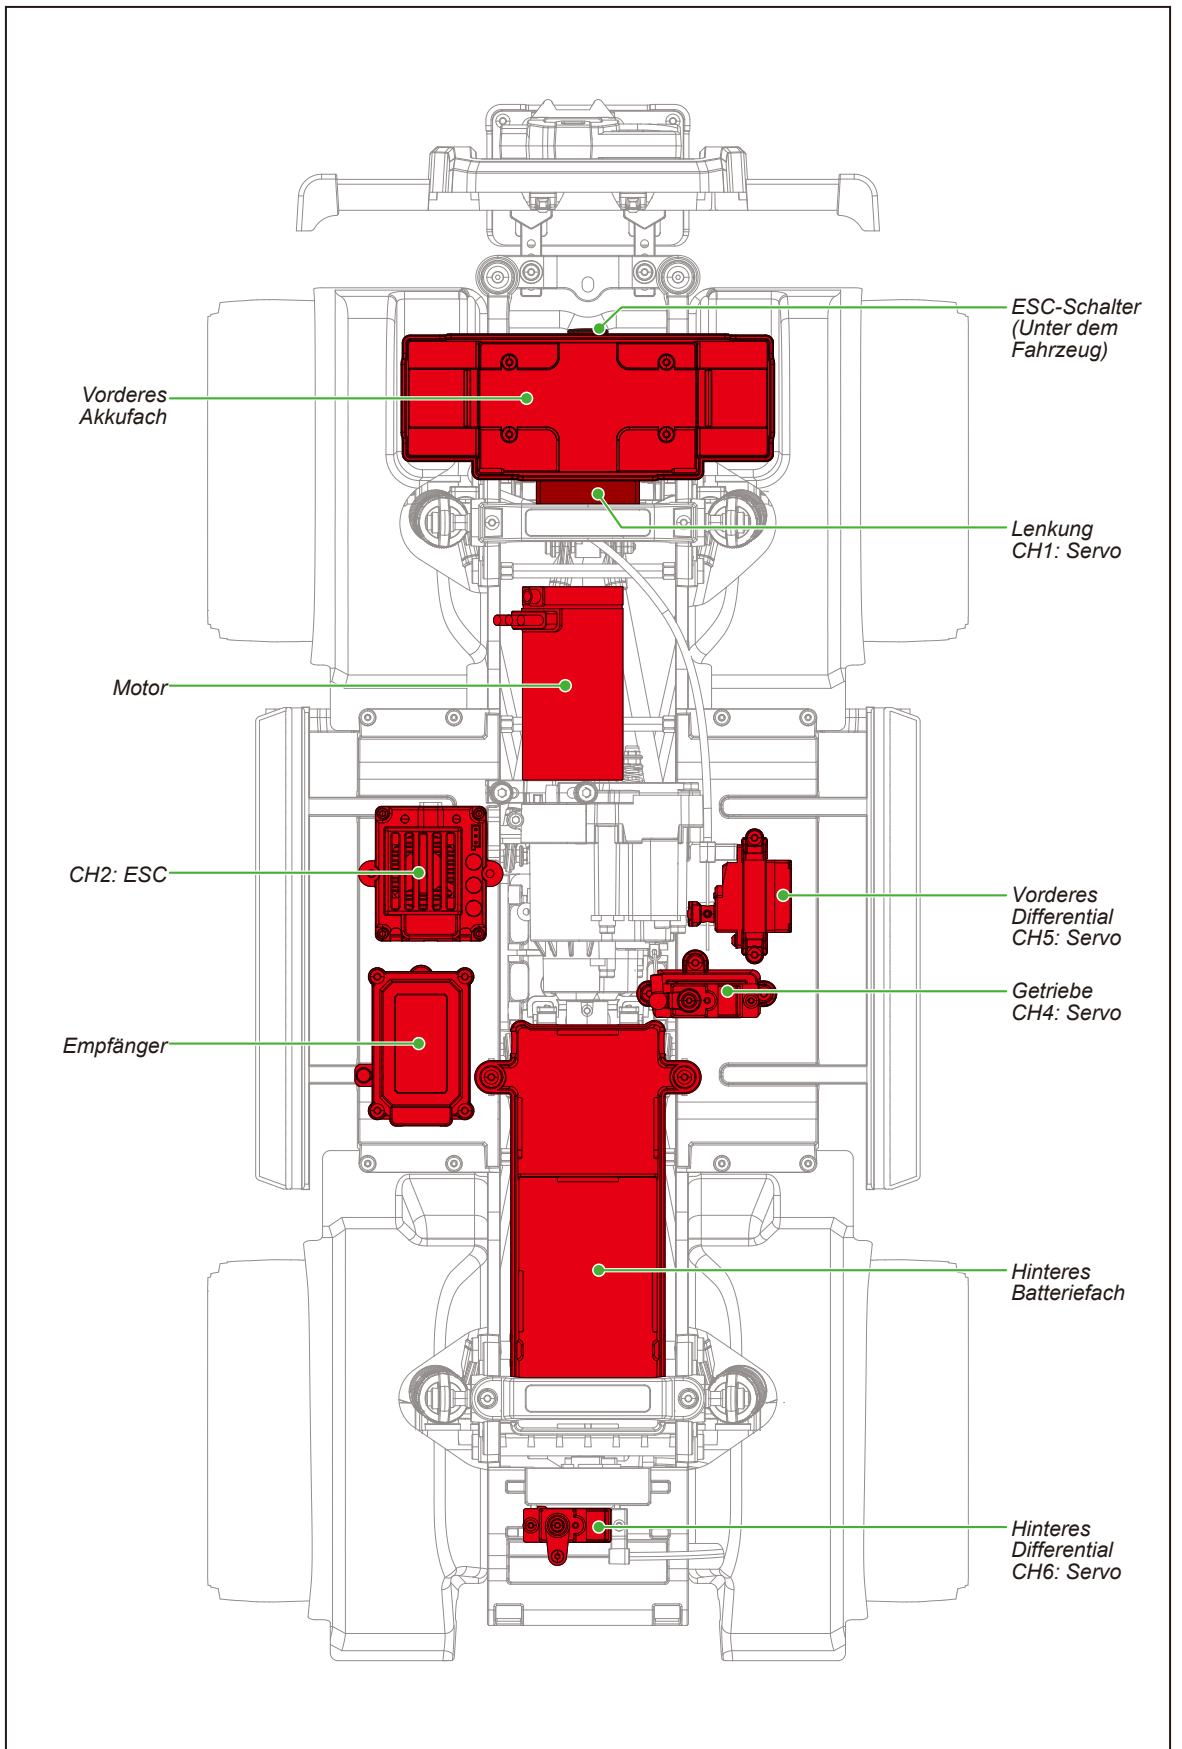 ESC-Schalter
(Unter dem
Fahrzeug)
Vorderes
Akkufach
Lenkung
CH1: Servo
Motor
CH2: ESC
Vorderes
Differential
CH5: Servo
Getriebe
CH4: Servo
Empfänger
Hinteres
Batteriefach
Hinteres
Differential
CH6: Servo